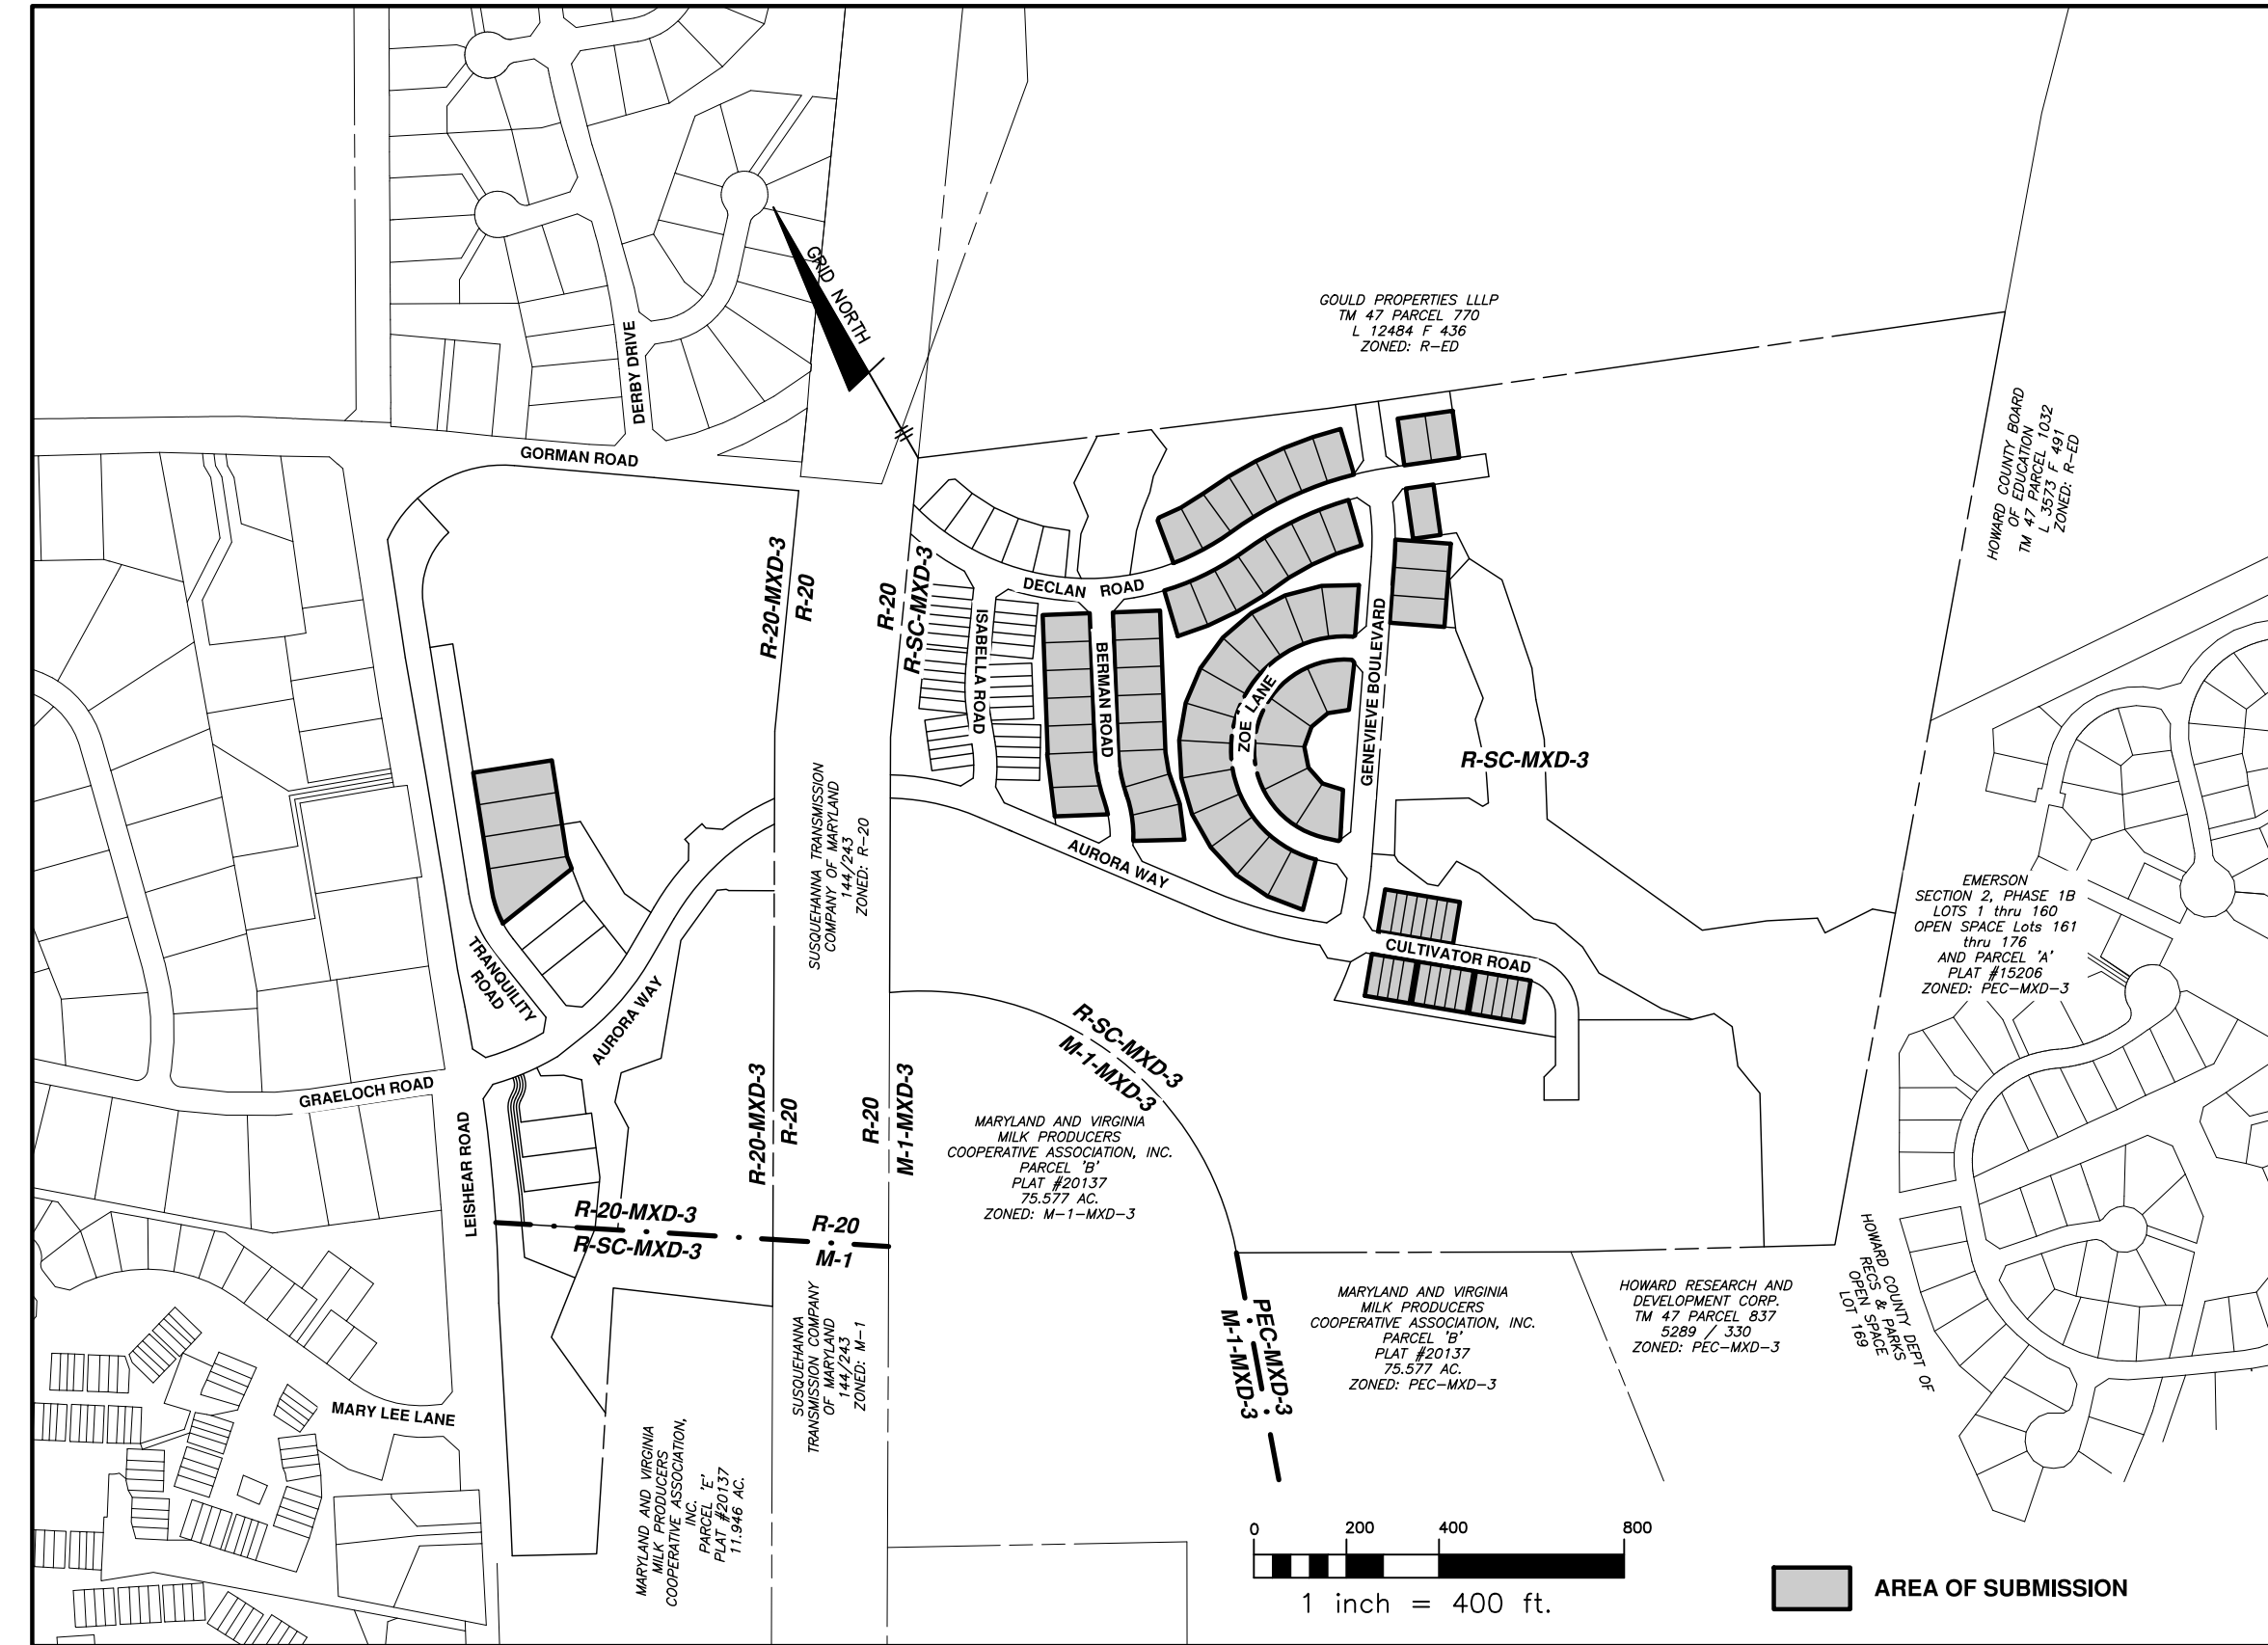 GRID NORTH
GOULD PROPERTIES LLLP
TM 47 PARCEL 770
L 12484 F 436
ZONED: R-ED
DERBY DRIVE
GORMAN ROAD
HOWARD COUNTY BOARD
OF EDUCATION
TM 47 PARCEL 1032
L 3573 F 491
ZONED: R-ED
R-20-MXD-3
R-20
R-20
R-SC-MXD-3
DECLAN ROAD
ISABELLA ROAD
BERMAN ROAD
ZOE LANE
GENEVIEVE BOULEVARD
R-SC-MXD-3
SUSQUEHANNA TRANSMISSION
COMPANY OF MARYLAND
144/243
ZONED: R-20
AURORA WAY
EMERSON
SECTION 2, PHASE 1B
LOTS 1 thru 160
OPEN SPACE Lots 161
thru 176
AND PARCEL 'A'
PLAT #15206
ZONED: PEC-MXD-3
CULTIVATOR ROAD
TRANQUILITY
ROAD
AURORA WAY
R-SC-MXD-3
M-1-MXD-3
GRAELOCH ROAD
LEISHEAR ROAD
R-20-MXD-3
R-20
R-20
M-1-MXD-3
MARYLAND AND VIRGINIA
MILK PRODUCERS
COOPERATIVE ASSOCIATION, INC.
PARCEL 'B'
PLAT #20137
75.577 AC.
ZONED: M-1-MXD-3
R-20-MXD-3
R-SC-MXD-3
R-20
M-1
HOWARD COUNTY DEPT OF
RECS & PARKS
OPEN SPACE
LOT 169
SUSQUEHANNA
TRANSMISSION COMPANY
OF MARYLAND
144/243
ZONED: M-1
PEC-MXD-3
M-1-MXD-3
MARYLAND AND VIRGINIA
MILK PRODUCERS
COOPERATIVE ASSOCIATION, INC.
PARCEL 'B'
PLAT #20137
75.577 AC.
ZONED: PEC-MXD-3
HOWARD RESEARCH AND
DEVELOPMENT CORP.
TM 47 PARCEL 837
5289 / 330
ZONED: PEC-MXD-3
MARY LEE LANE
MARYLAND AND VIRGINIA
MILK PRODUCERS
COOPERATIVE ASSOCIATION,
INC.
PARCEL 'E'
PLAT #20137
11.946 AC.
0 200 400 800
1 inch = 400 ft.
AREA OF SUBMISSION